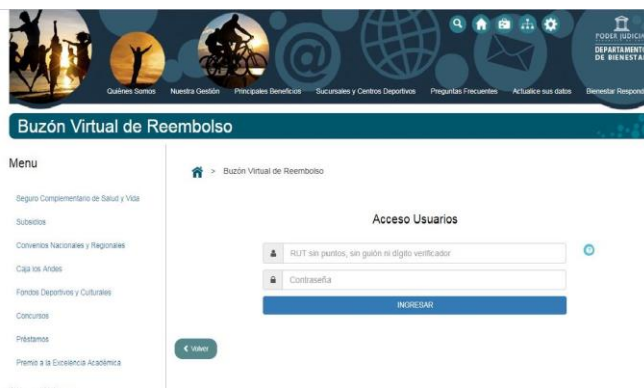 PODER JUDICIAL
DEPARTAMENTO
DE BIENESTAR
Quiénes Somos
Nuestra Gestión
Principales Beneficios
Sucursales y Centros Deportivos
Preguntas Frecuentes
Actualice sus datos
Bienestar Respond
Buzón Virtual de Reembolso
Menu
> Buzón Virtual de Reembolso
Seguro Complementario de Salud y Vida
Subsidios
Convenios Nacionales y Regionales
Caja los Andes
Fondos Deportivos y Culturales
Concursos
Préstamos
Premio a la Excelencia Académica
Acceso Usuarios
RUT sin puntos, sin guión ni dígito verificador
Contraseña
INGRESAR
Volver